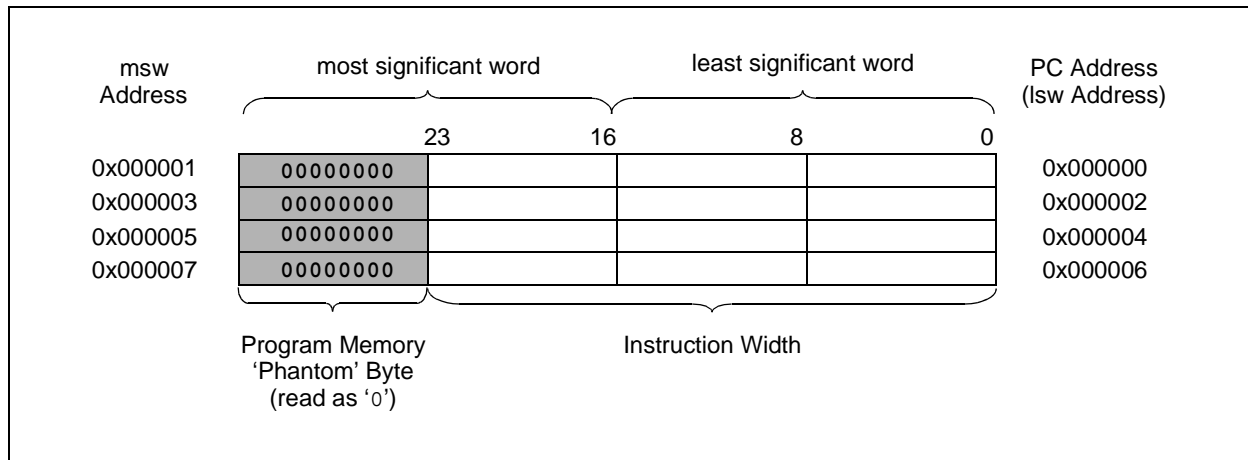 msw
Address
most significant word
least significant word
PC Address
(lsw Address)
23 16 8 0
0x000001 00000000 0x000000
0x000003 00000000 0x000002
0x000005 00000000 0x000004
0x000007 00000000 0x000006
Program Memory
‘Phantom’ Byte
(read as ‘0’)
Instruction Width